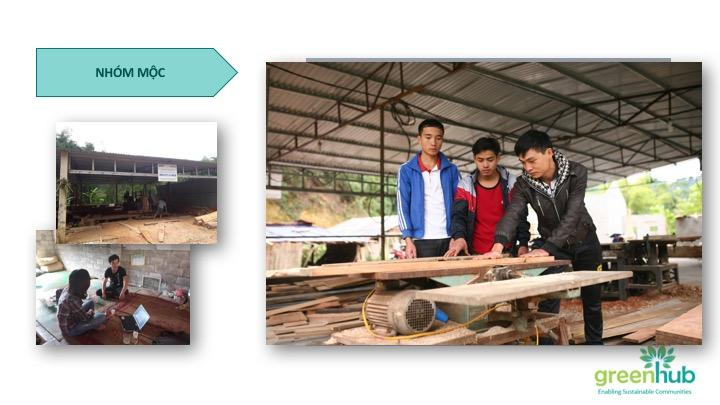 NHÓM MỘC
greenhub
Enabling Sustainable Communities